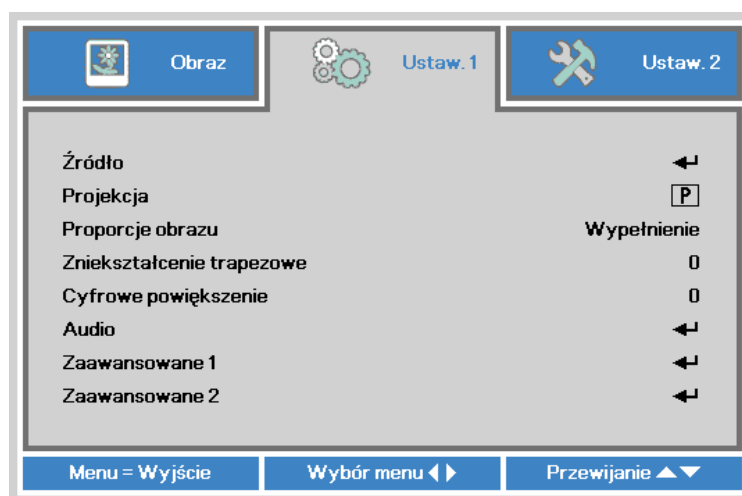 Obraz
Ustaw. 1
Ustaw. 2
Źródło
Projekcja P
Proporcje obrazu Wypełnienie
Zniekształcenie trapezowe 0
Cyfrowe powiększenie 0
Audio
Zaawansowane 1
Zaawansowane 2
Menu = Wyjście
Wybór menu
Przewijanie